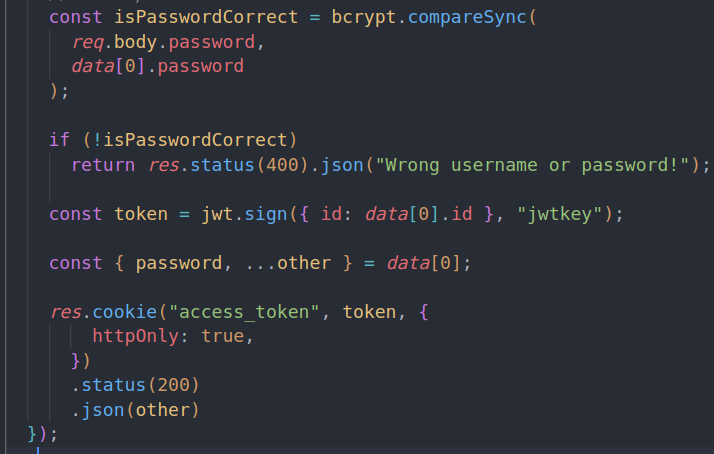 const isPasswordCorrect = bcrypt.compareSync(
req.body.password,
data[0].password
);
if (!isPasswordCorrect)
return res.status(400).json("Wrong username or password!");
const token = jwt.sign({ id: data[0].id }, "jwtkey");
const { password, ...other } = data[0];
res.cookie("access_token", token, {
httpOnly: true,
})
.status(200)
.json(other)
});